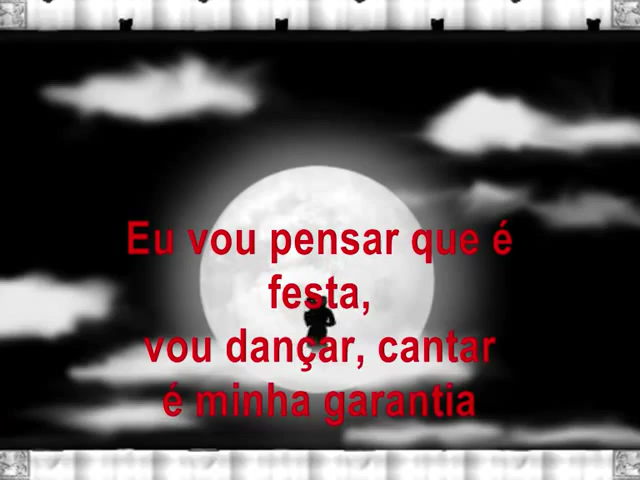 Eu vou pensar que é
festa,
vou dançar, cantar
é minha garantia